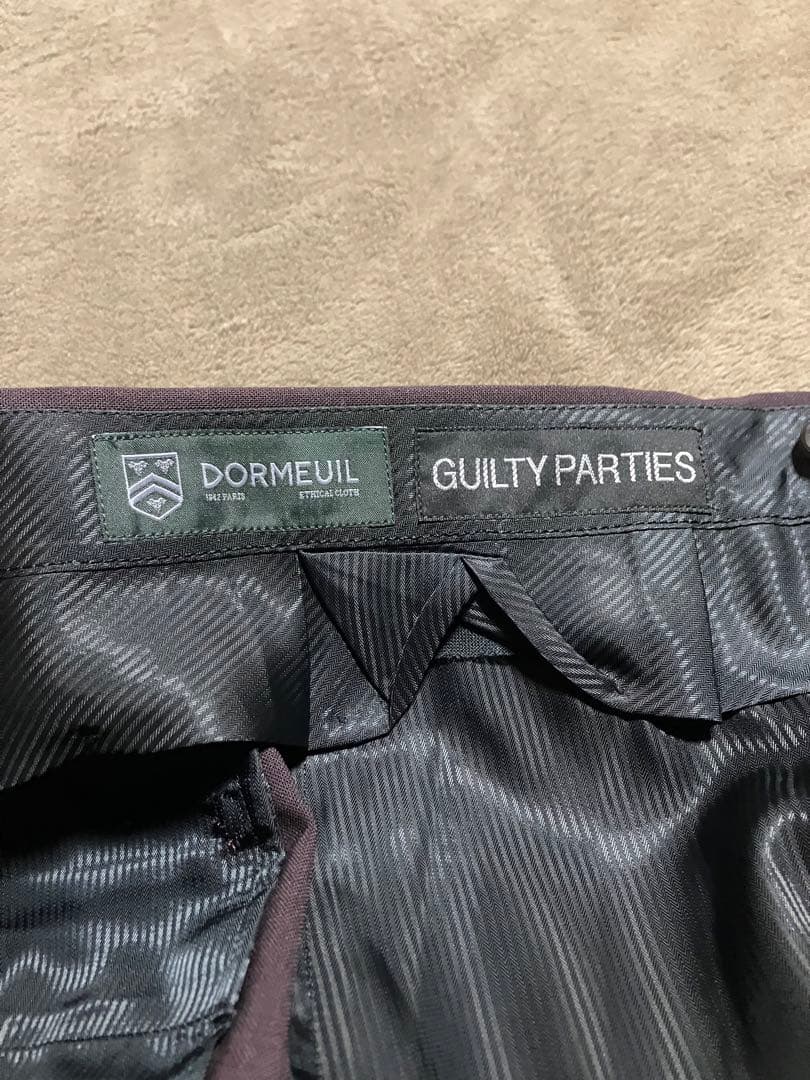 DORMEUIL
1842 PARIS ETHICAL CLOTH
GUILTY PARTIES